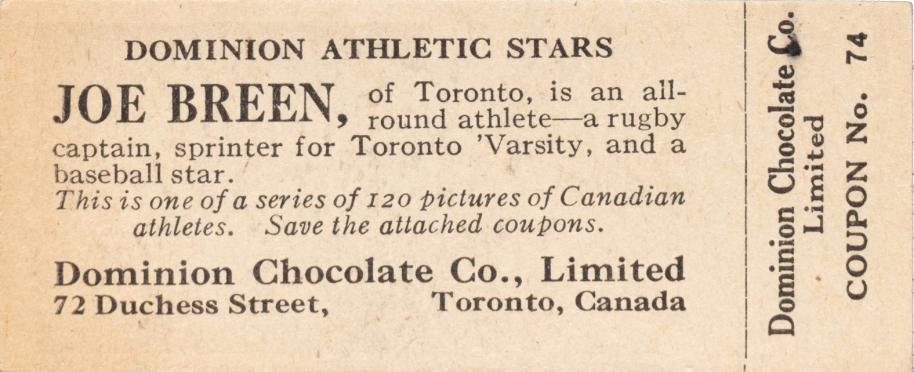 DOMINION ATHLETIC STARS
JOE BREEN, of Toronto, is an all-
round athlete—a rugby
captain, sprinter for Toronto 'Varsity, and a
baseball star.
This is one of a series of 120 pictures of Canadian
athletes. Save the attached coupons.
Dominion Chocolate Co., Limited
72 Duchess Street, Toronto, Canada
Dominion Chocolate Co.
Limited
COUPON No. 74